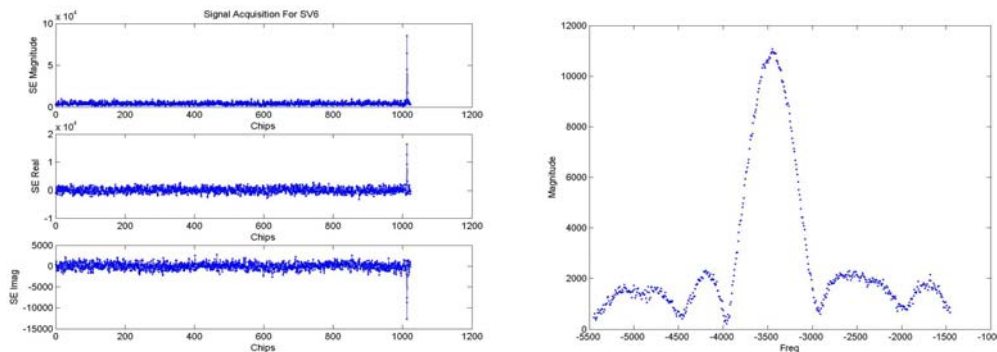 Signal Acquisition For SV6
x 10^4
10
5
0
SE Magnitude
0 200 400 600 800 1000 1200
Chips
x 10^4
2
1
0
-1
SE Real
0 200 400 600 800 1000 1200
Chips
5000
0
-5000
-10000
-15000
SE Imag
0 200 400 600 800 1000 1200
Chips
12000
10000
8000
6000
4000
2000
0
Magnitude
-5500 -5000 -4500 -4000 -3500 -3000 -2500 -2000 -1500 -1000
Freq